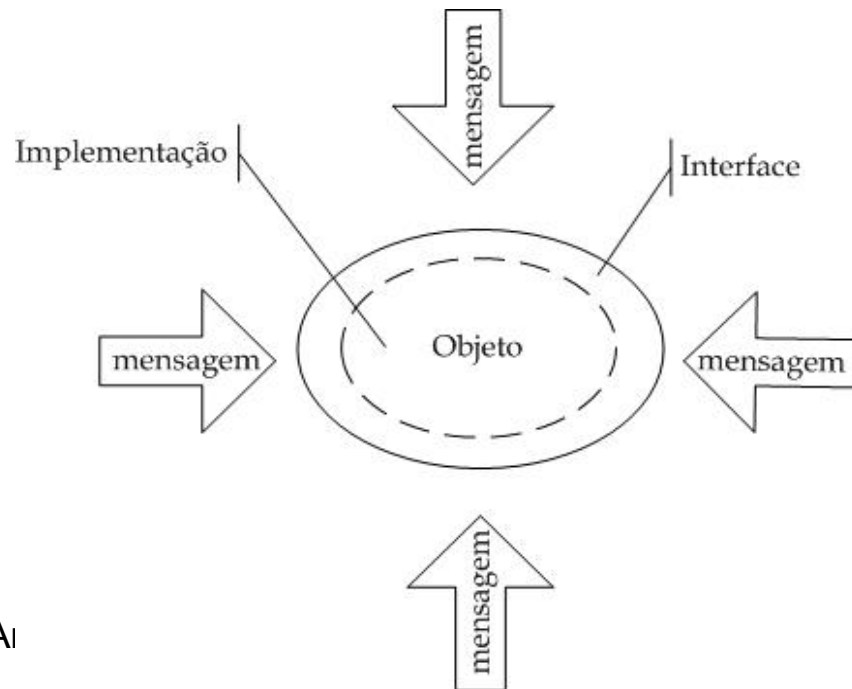 mensagem
Implementação
Interface
mensagem
Objeto
mensagem
mensagem